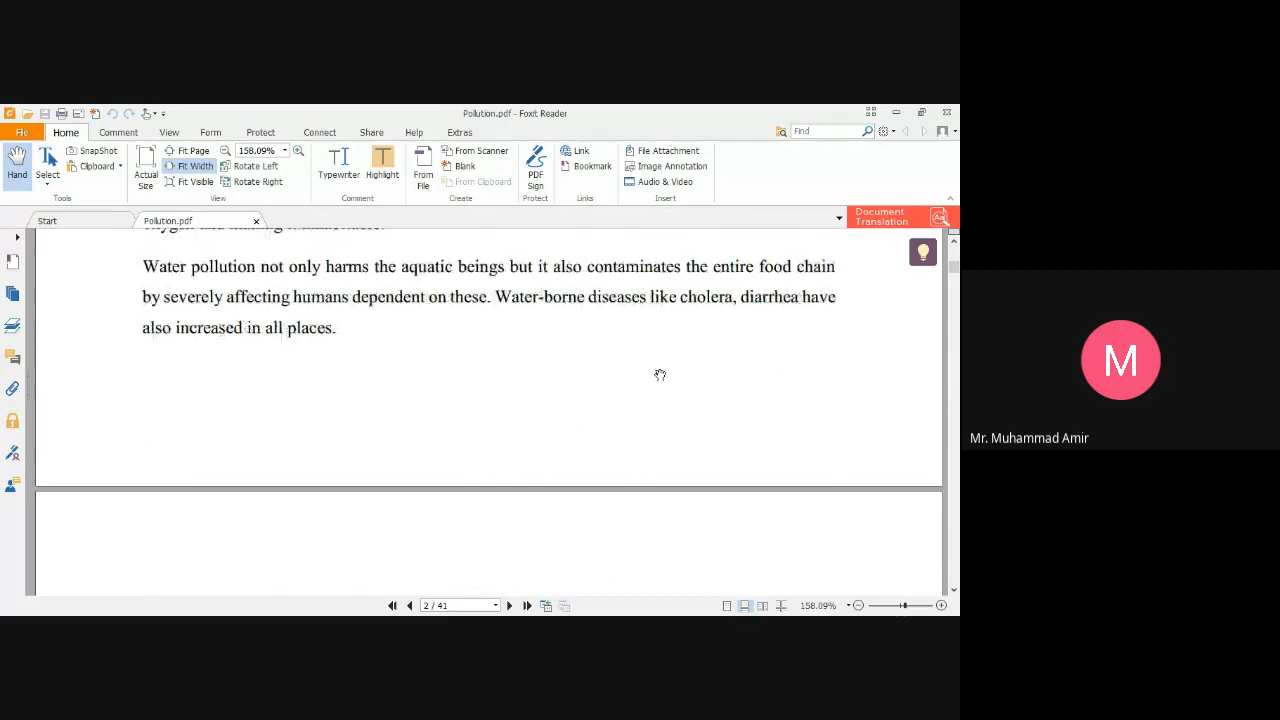 Pollution.pdf - Foxit Reader
File Home Comment View Form Protect Connect Share Help Extras Find
Hand Select SnapShot Clipboard Actual Size Fit Page Fit Width Fit Visible 158.09% Rotate Left Rotate Right Typewriter Highlight From File From Scanner Blank From Clipboard PDF Sign Link Bookmark File Attachment Image Annotation Audio & Video
Tools View Comment Create Protect Links Insert
Start Pollution.pdf Document Translation
Water pollution not only harms the aquatic beings but it also contaminates the entire food chain
by severely affecting humans dependent on these. Water-borne diseases like cholera, diarrhea have
also increased in all places.
2 / 41 158.09%
M
Mr. Muhammad Amir